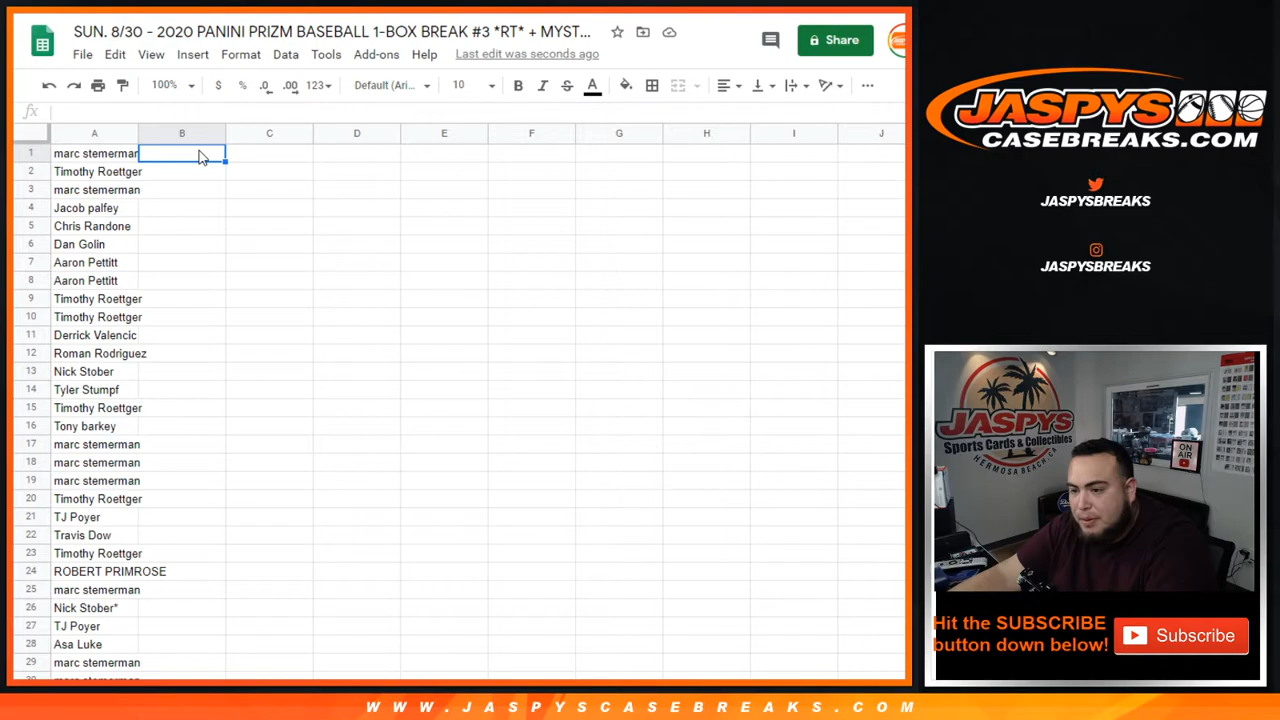 SUN. 8/30 - 2020 PANINI PRIZM BASEBALL 1-BOX BREAK #3 *RT* + MYST...
File Edit View Insert Format Data Tools Add-ons Help Last edit was seconds ago
Share
100% $ % .0 .00 123 Default (Ari... 10 B I S A
fx
A B C D E F G H I J
1 marc stemerman
2 Timothy Roettger
3 marc stemerman
4 Jacob palfey
5 Chris Randone
6 Dan Golin
7 Aaron Pettitt
8 Aaron Pettitt
9 Timothy Roettger
10 Timothy Roettger
11 Derrick Valencic
12 Roman Rodriguez
13 Nick Stober
14 Tyler Stumpf
15 Timothy Roettger
16 Tony barkey
17 marc stemerman
18 marc stemerman
19 marc stemerman
20 Timothy Roettger
21 TJ Poyer
22 Travis Dow
23 Timothy Roettger
24 ROBERT PRIMROSE
25 marc stemerman
26 Nick Stober*
27 TJ Poyer
28 Asa Luke
29 marc stemerman
JASPYS
CASEBREAKS.COM
JASPYSBREAKS
JASPYSBREAKS
JASPYS
Sports Cards & Collectibles
HERMOSA BEACH, CA
ON AIR
Hit the SUBSCRIBE
button down below!
Subscribe
WWW.JASPYSCASEBREAKS.COM